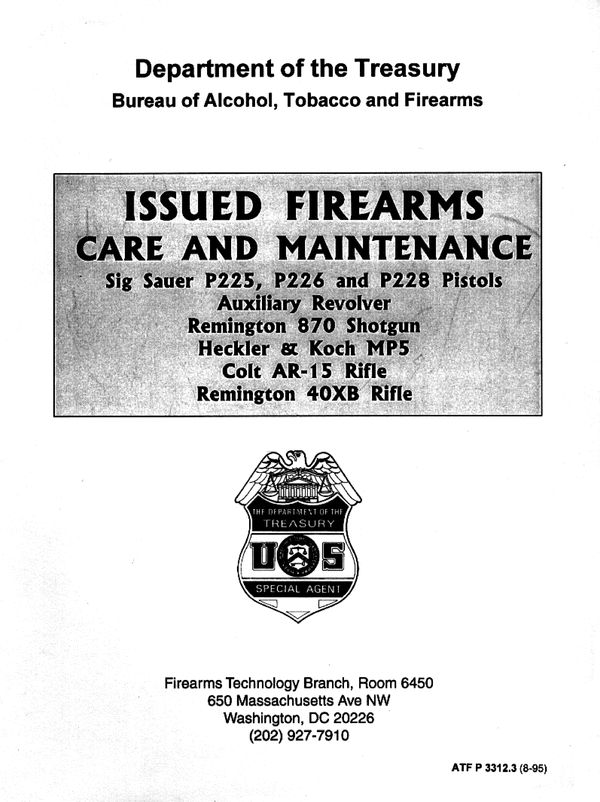 Department of the Treasury
Bureau of Alcohol, Tobacco and Firearms
ISSUED FIREARMS
CARE AND MAINTENANCE
Sig Sauer P225, P226 and P228 Pistols
Auxiliary Revolver
Remington 870 Shotgun
Heckler & Koch MP5
Colt AR-15 Rifle
Remington 40XB Rifle
THE DEPARTMENT OF THE
TREASURY
U S
SPECIAL AGENT
Firearms Technology Branch, Room 6450
650 Massachusetts Ave NW
Washington, DC 20226
(202) 927-7910
ATF P 3312.3 (8-95)